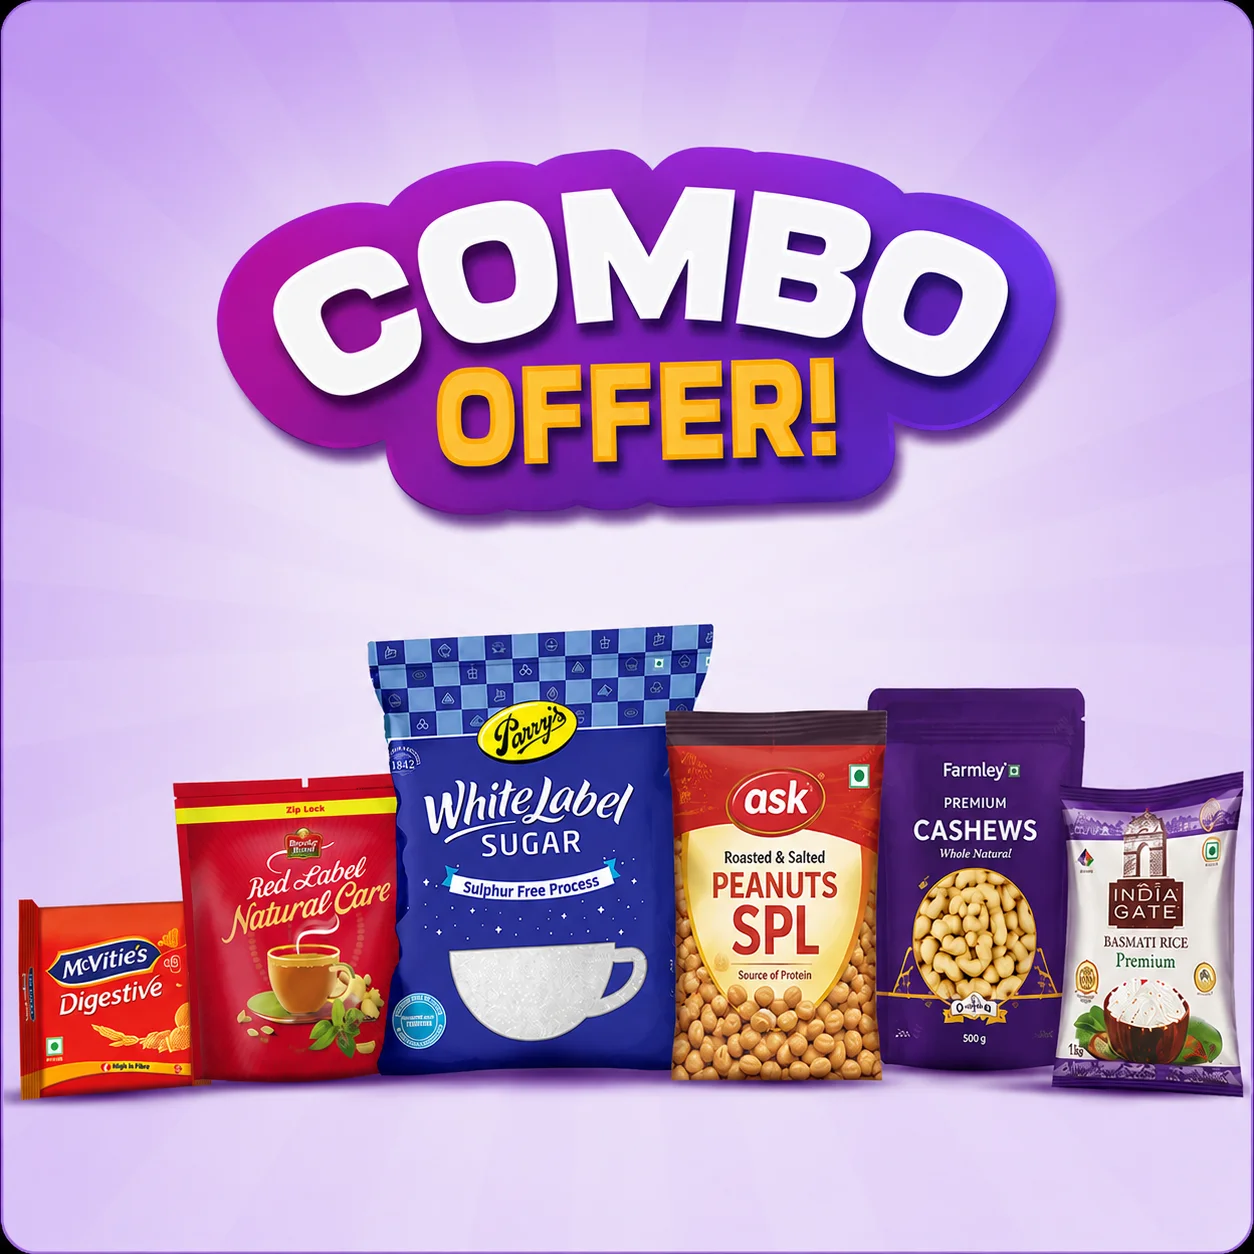 COMBO
OFFER!
McVitie's
Digestive
High in Fibre
Zip Lock
Brooke
Bond
Red Label
Natural Care
Parry's
1842
White Label
SUGAR
Sulphur Free Process
ask
Roasted & Salted
PEANUTS
SPL
Source of Protein
Farmley
PREMIUM
CASHEWS
Whole Natural
500 g
INDIA
GATE
BASMATI RICE
Premium
1kg